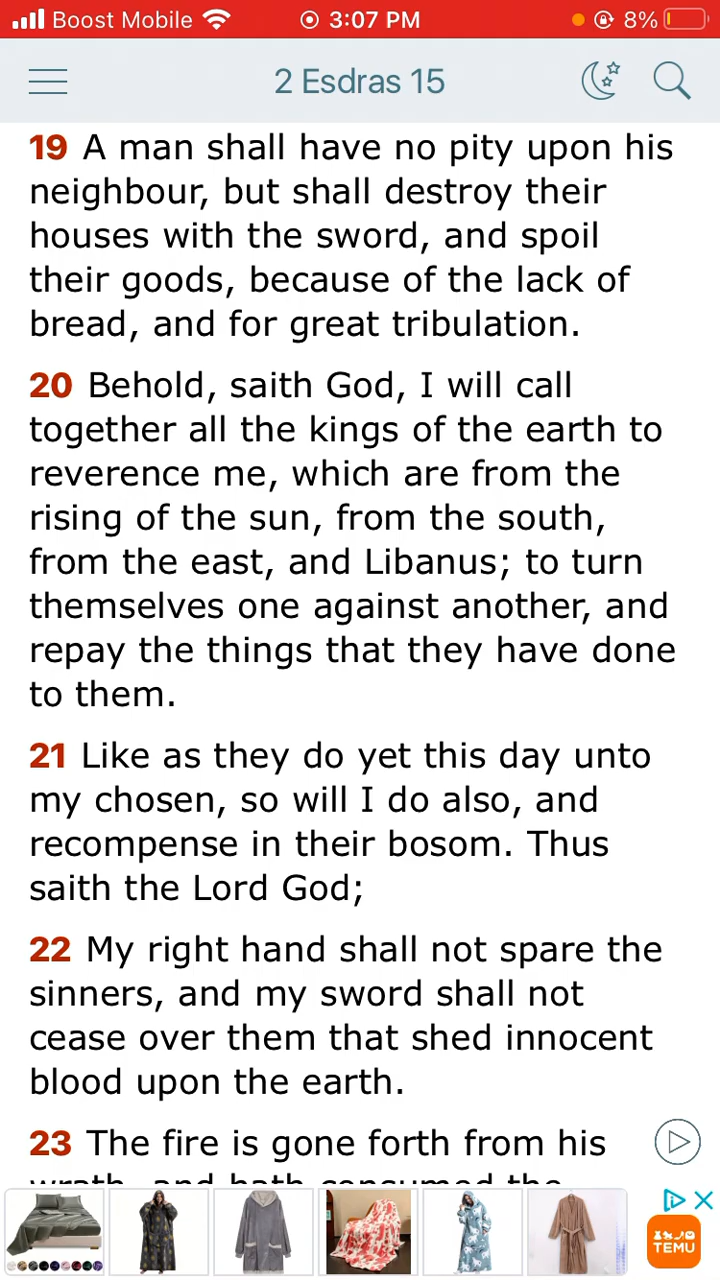 Boost Mobile 3:07 PM 8%
2 Esdras 15
19 A man shall have no pity upon his
neighbour, but shall destroy their
houses with the sword, and spoil
their goods, because of the lack of
bread, and for great tribulation.
20 Behold, saith God, I will call
together all the kings of the earth to
reverence me, which are from the
rising of the sun, from the south,
from the east, and Libanus; to turn
themselves one against another, and
repay the things that they have done
to them.
21 Like as they do yet this day unto
my chosen, so will I do also, and
recompense in their bosom. Thus
saith the Lord God;
22 My right hand shall not spare the
sinners, and my sword shall not
cease over them that shed innocent
blood upon the earth.
23 The fire is gone forth from his
wrath, and hath consumed the
TEMU